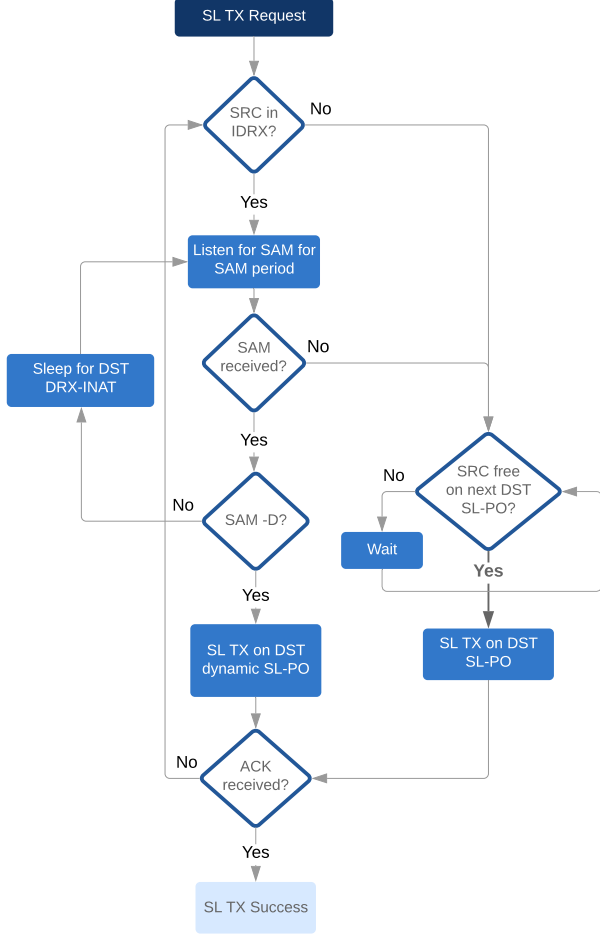 SL TX Request
SRC in
IDRX?
No
Yes
Listen for SAM for
SAM period
SAM
received?
No
Sleep for DST
DRX-INAT
Yes
SRC free
on next DST
SL-PO?
No
No
SAM -D?
Wait
Yes
Yes
SL TX on DST
dynamic SL-PO
SL TX on DST
SL-PO
No
ACK
received?
Yes
SL TX Success